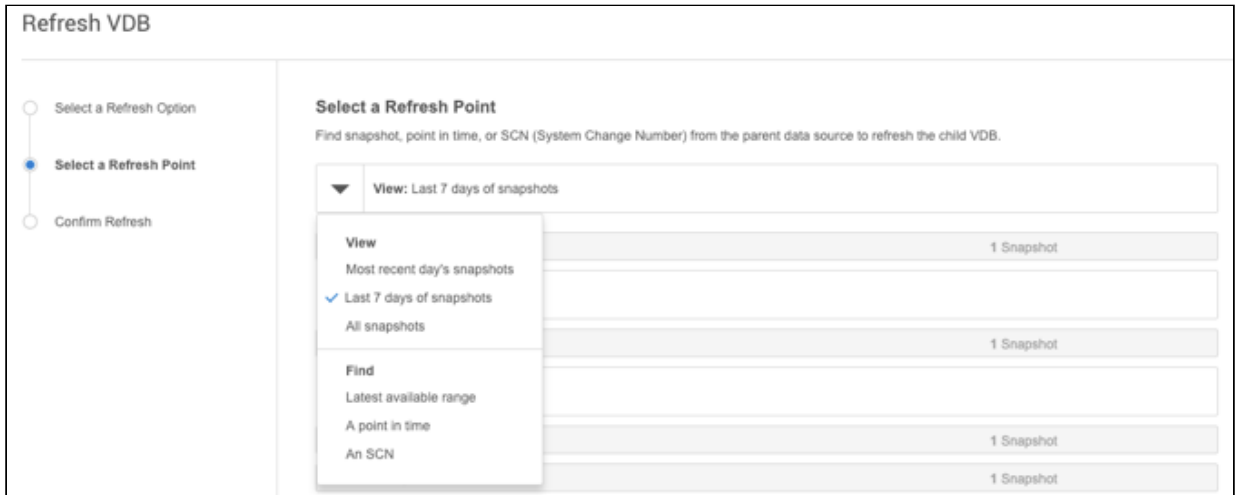 Refresh VDB
Select a Refresh Option
Select a Refresh Point
Confirm Refresh
Select a Refresh Point
Find snapshot, point in time, or SCN (System Change Number) from the parent data source to refresh the child VDB.
View: Last 7 days of snapshots
View
Most recent day's snapshots
Last 7 days of snapshots
All snapshots
Find
Latest available range
A point in time
An SCN
1 Snapshot
1 Snapshot
1 Snapshot
1 Snapshot